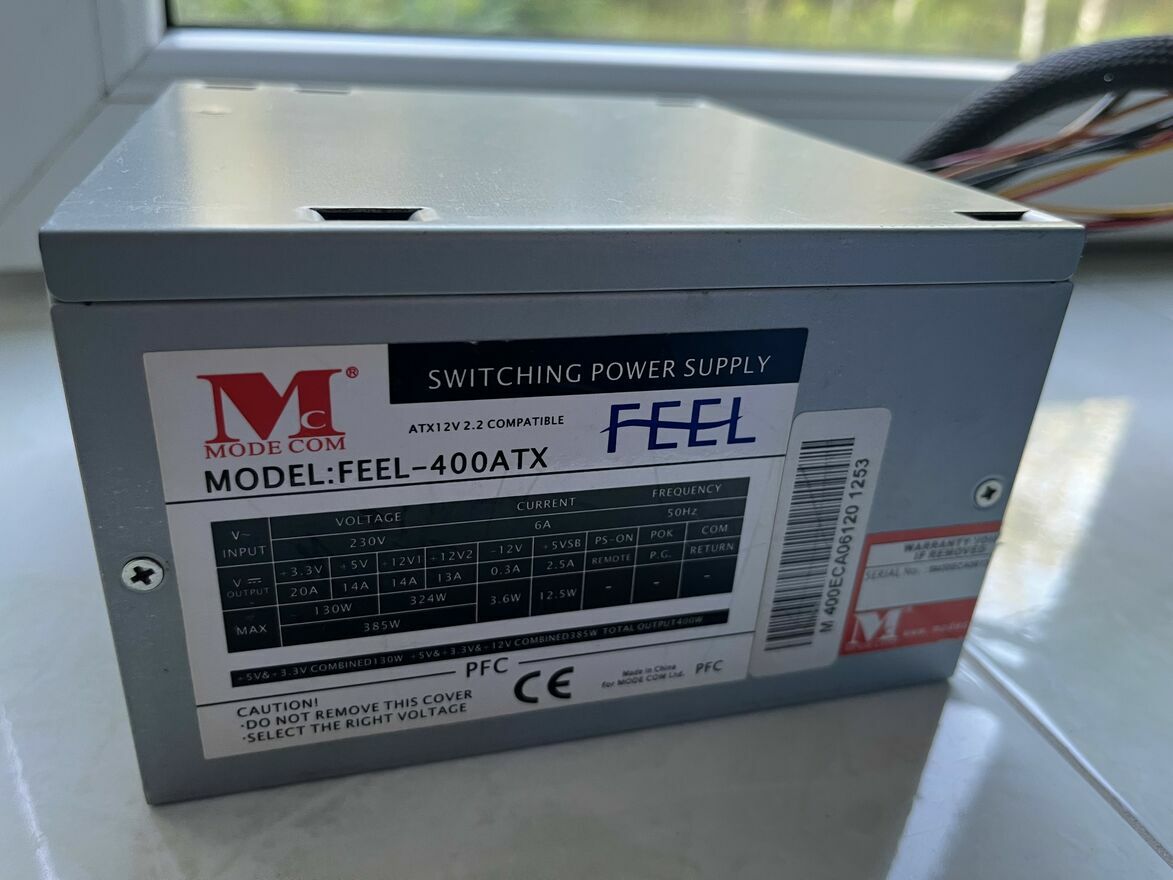 Mc ®
MODE COM
SWITCHING POWER SUPPLY
ATX12V 2.2 COMPATIBLE
FEEL
MODEL:FEEL-400ATX
V~ INPUT VOLTAGE CURRENT FREQUENCY
230V 6A 50Hz
V⎓ OUTPUT +3.3V +5V +12V1 +12V2 -12V +5VSB PS-ON POK COM
20A 14A 14A 13A 0.3A 2.5A REMOTE P.G. RETURN
MAX 130W 324W 3.6W 12.5W - - -
385W
+5V&+3.3V COMBINED130W +5V&+3.3V&+12V COMBINED385W TOTAL OUTPUT400W
PFC
CAUTION!
·DO NOT REMOVE THIS COVER
·SELECT THE RIGHT VOLTAGE
CE
Made in China
for MODE COM Ltd.
PFC
M 400ECA06120 1253
WARRANTY VOID
IF REMOVED
SERIAL No.
M